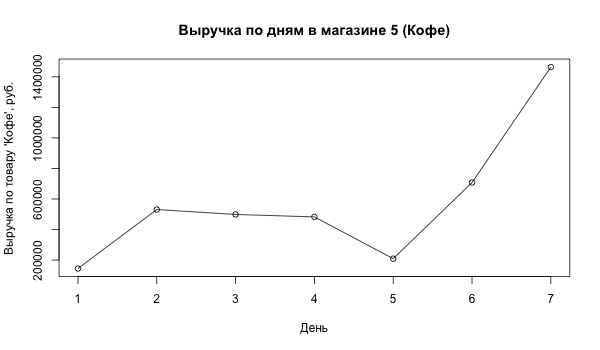 Выручка по дням в магазине 5 (Кофе)
Выручка по товару 'Кофе', руб.
1400000
1000000
600000
200000
1 2 3 4 5 6 7
День